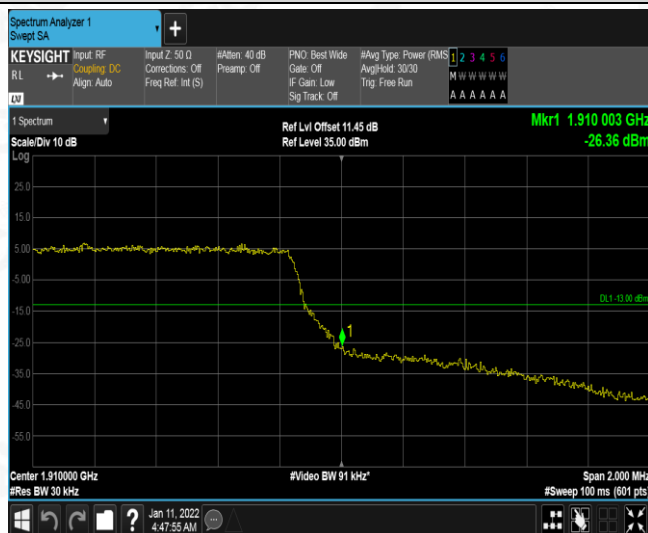 Spectrum Analyzer 1
Swept SA
KEYSIGHT
RL
LXI
Input: RF
Coupling: DC
Align: Auto
Input Z: 50 Ω
Corrections: Off
Freq Ref: Int (S)
#Atten: 40 dB
Preamp: Off
PNO: Best Wide
Gate: Off
IF Gain: Low
Sig Track: Off
#Avg Type: Power (RMS
Avg|Hold: 30/30
Trig: Free Run
1 2 3 4 5 6
M W W W W W
A A A A A A
1 Spectrum
Scale/Div 10 dB
Ref Lvl Offset 11.45 dB
Ref Level 35.00 dBm
Mkr1 1.910 003 GHz
-26.36 dBm
Log
25.0
15.0
5.00
-5.00
DL1 -13.00 dBm
-15.0
1
-25.0
-35.0
-45.0
-55.0
Center 1.910000 GHz
#Res BW 30 kHz
#Video BW 91 kHz*
Span 2.000 MHz
#Sweep 100 ms (601 pts)
?
Jan 11, 2022
4:47:55 AM